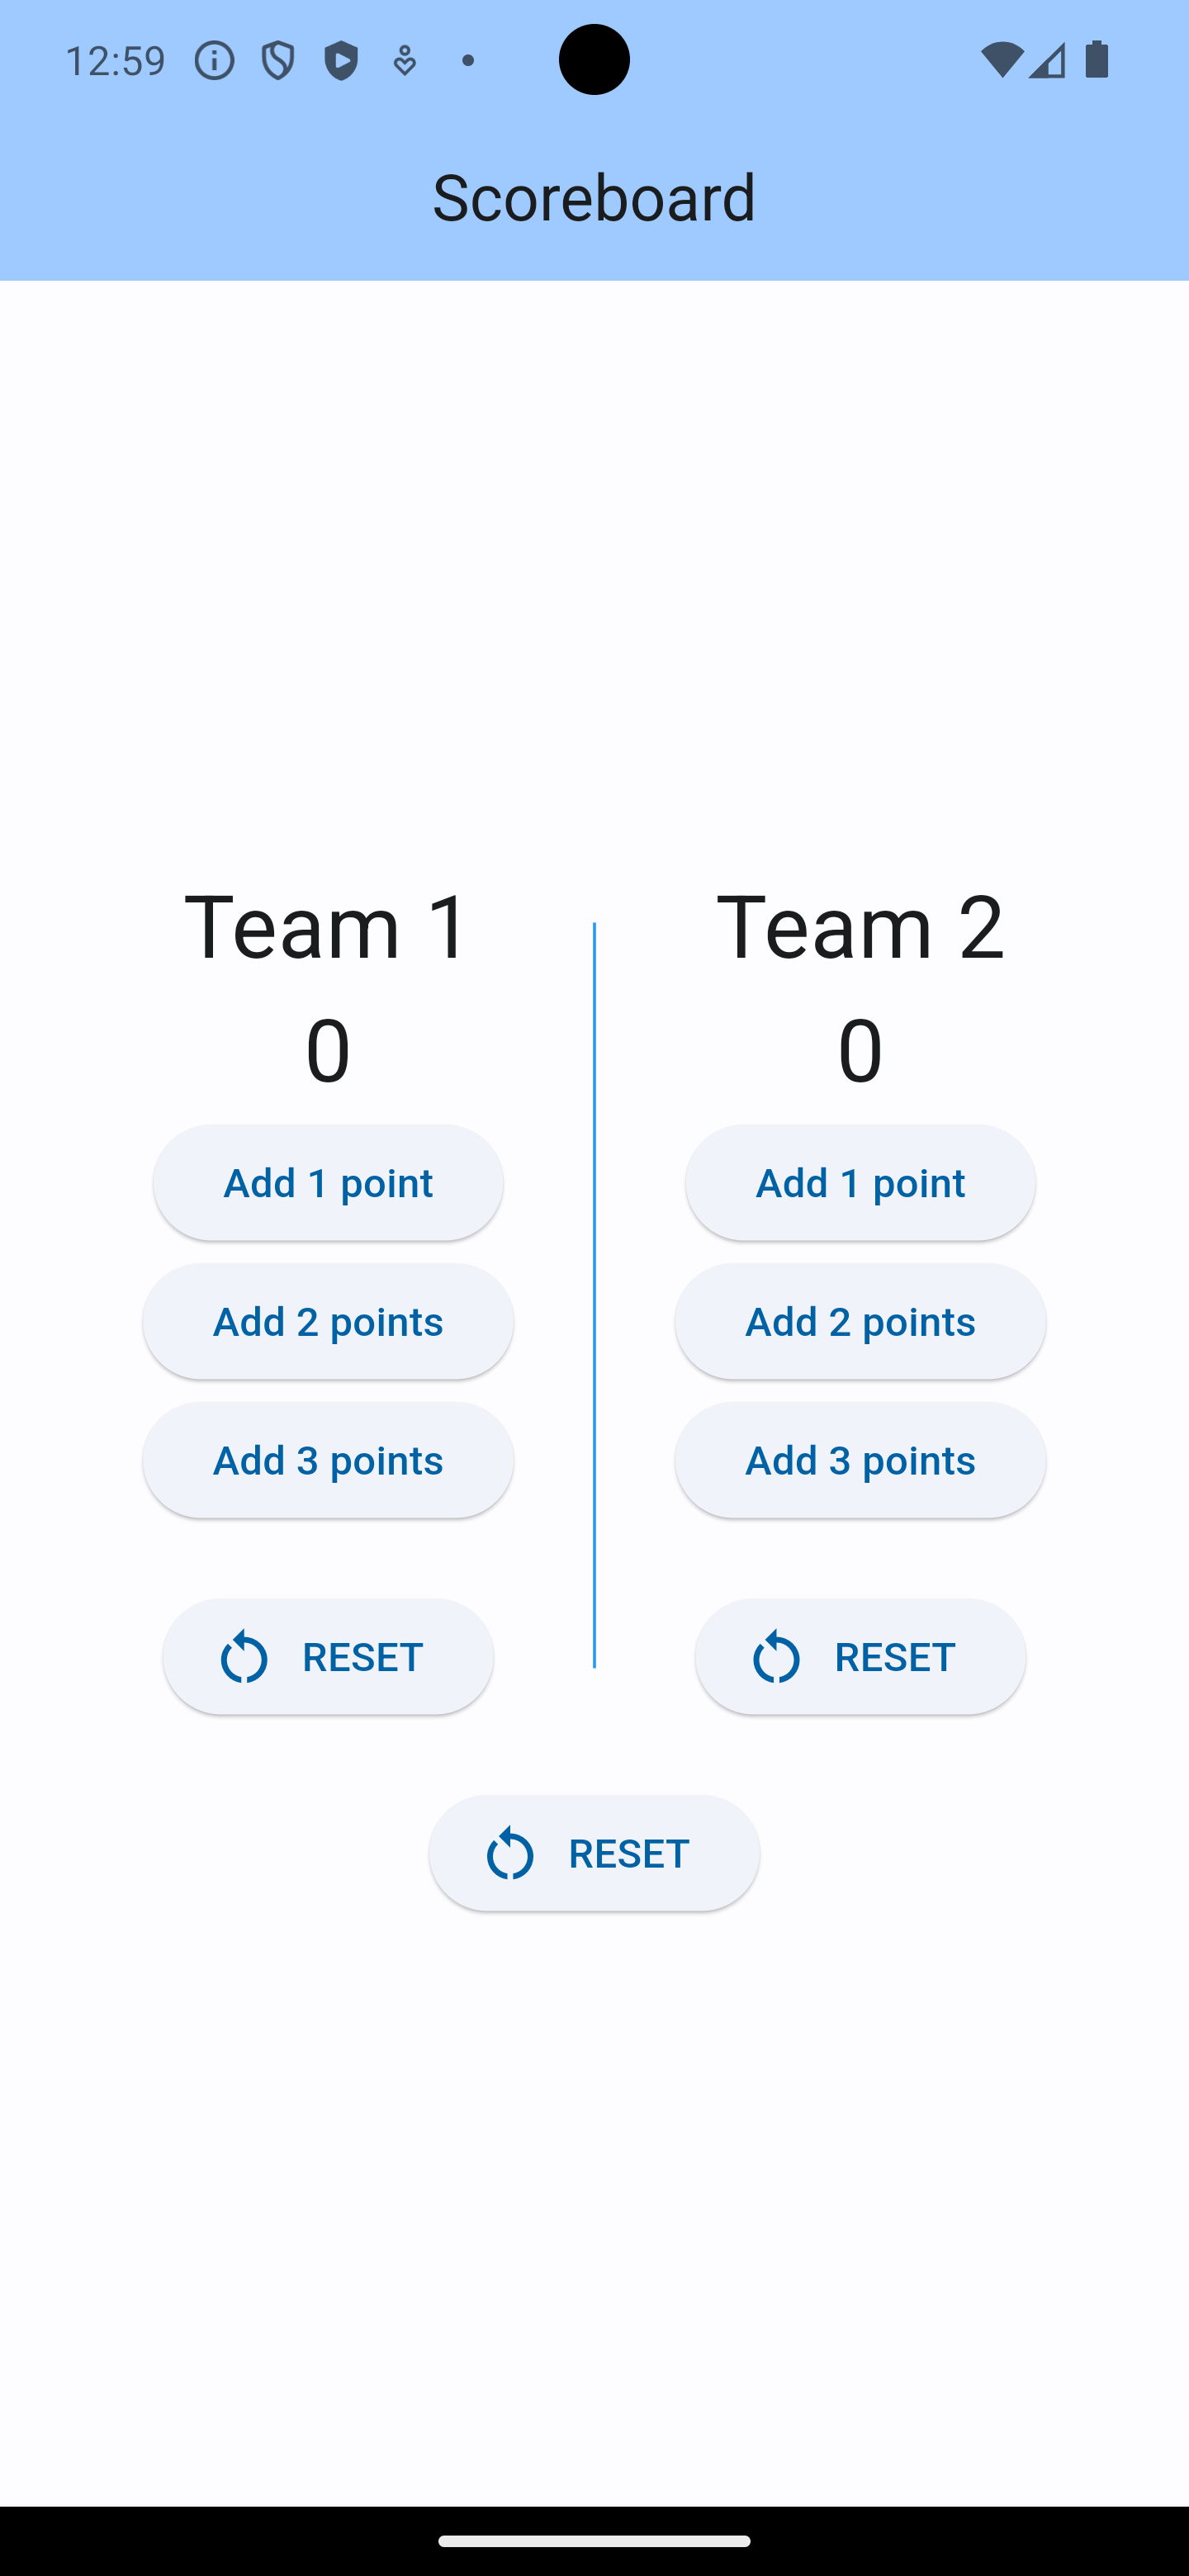 12:59
Scoreboard
Team 1
0
Add 1 point
Add 2 points
Add 3 points
RESET
Team 2
0
Add 1 point
Add 2 points
Add 3 points
RESET
RESET